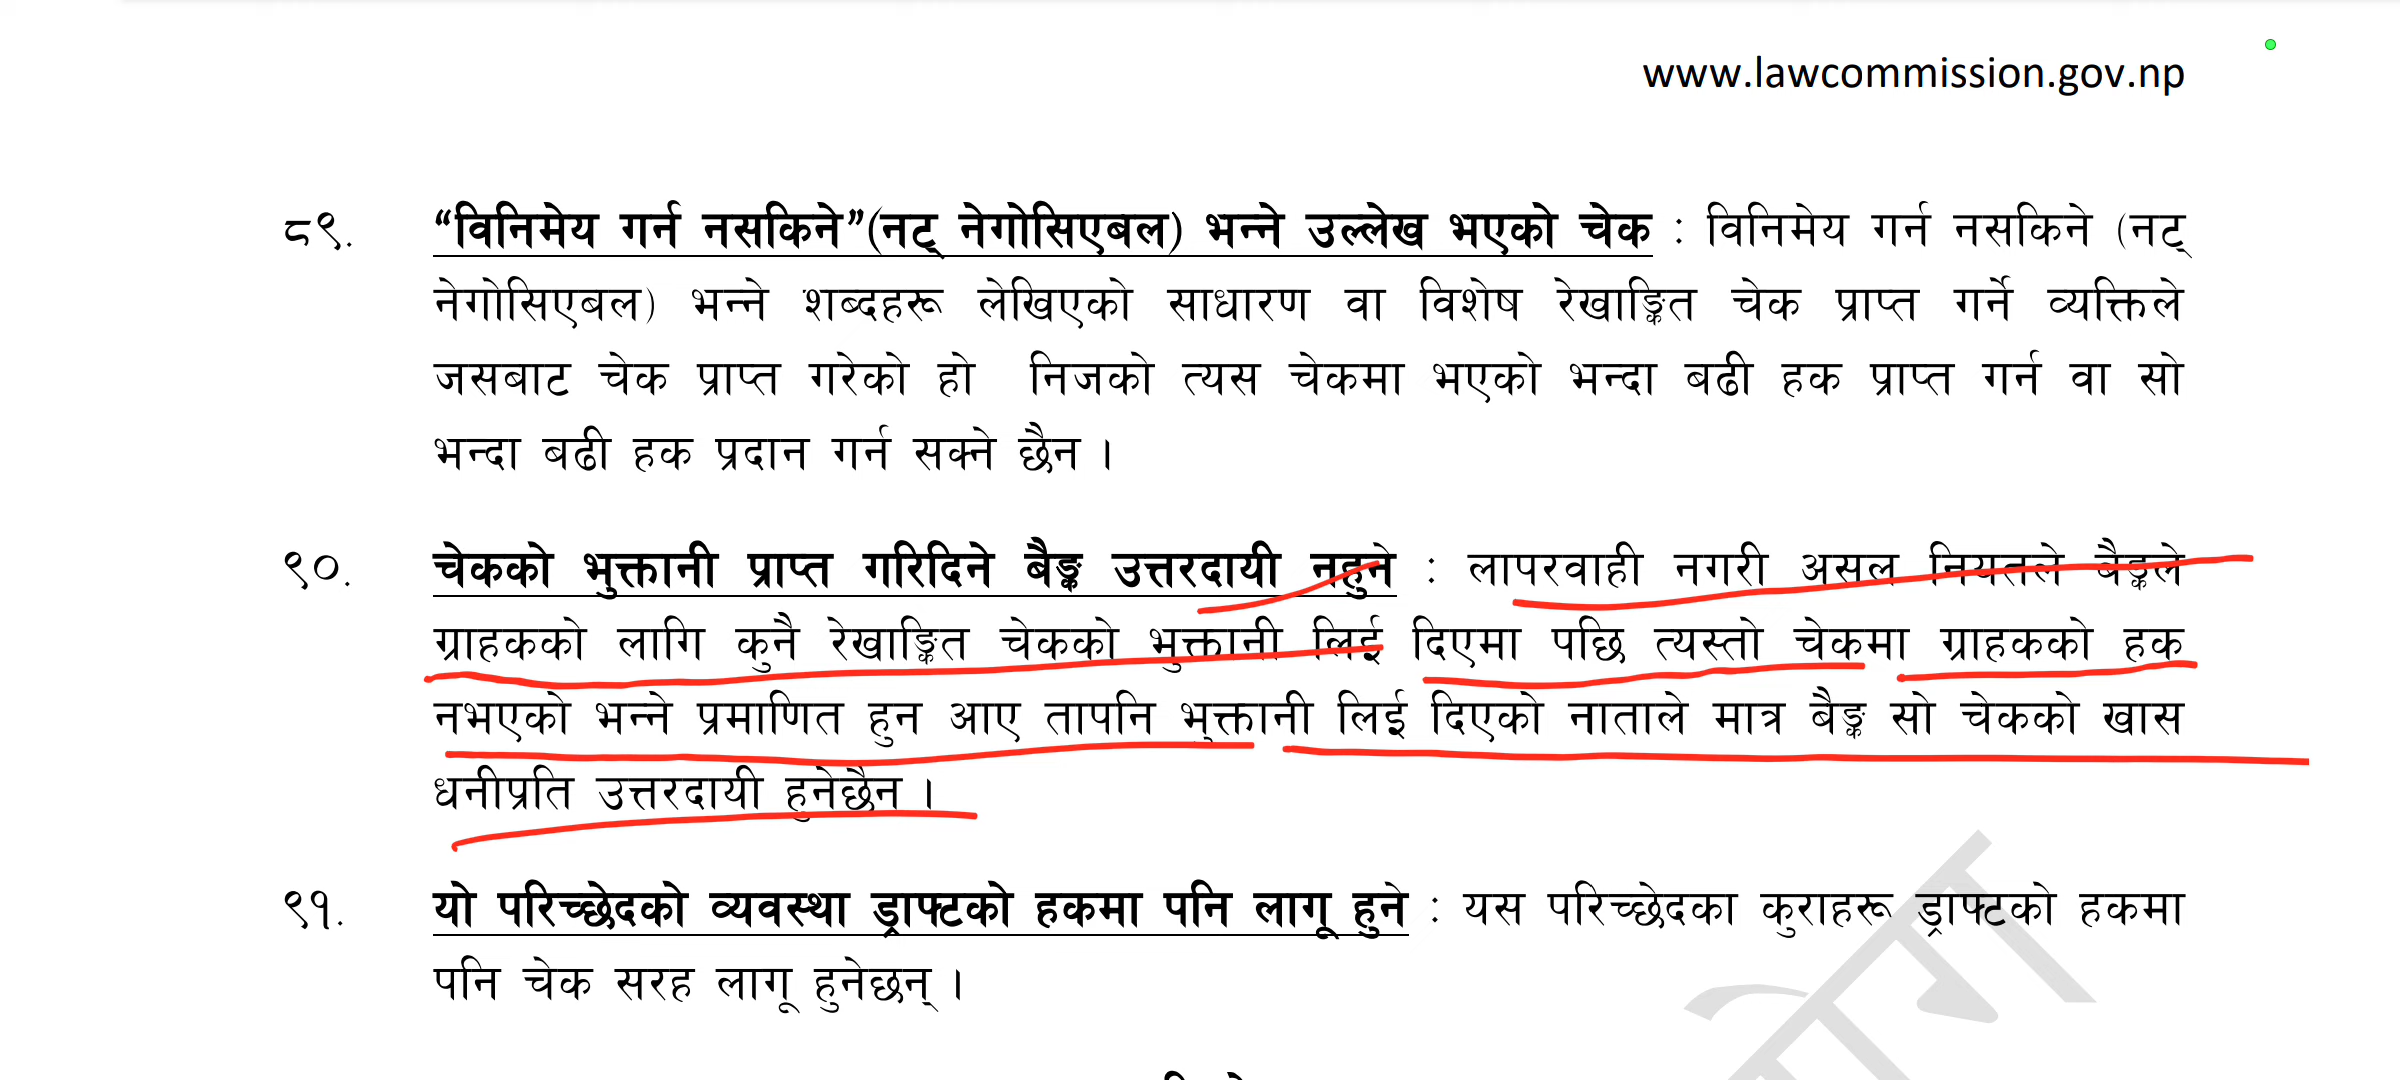 www.lawcommission.gov.np
८९. “विनिमेय गर्न नसकिने”(नट् नेगोसिएबल) भन्ने उल्लेख भएको चेक : विनिमेय गर्न नसकिने (नट्
नेगोसिएबल) भन्ने शब्दहरू लेखिएको साधारण वा विशेष रेखाङ्कित चेक प्राप्त गर्ने व्यक्तिले
जसबाट चेक प्राप्त गरेको हो निजको त्यस चेकमा भएको भन्दा बढी हक प्राप्त गर्न वा सो
भन्दा बढी हक प्रदान गर्न सक्ने छैन ।
९०. चेकको भुक्तानी प्राप्त गरिदिने बैङ्क उत्तरदायी नहुने : लापरवाही नगरी असल नियतले बैङ्कले
ग्राहकको लागि कुनै रेखाङ्कित चेकको भुक्तानी लिई दिएमा पछि त्यस्तो चेकमा ग्राहकको हक
नभएको भन्ने प्रमाणित हुन आए तापनि भुक्तानी लिई दिएको नाताले मात्र बैङ्क सो चेकको खास
धनीप्रति उत्तरदायी हुनेछैन ।
९१. यो परिच्छेदको व्यवस्था ड्राफ्टको हकमा पनि लागू हुने : यस परिच्छेदका कुराहरू ड्राफ्टको हकमा
पनि चेक सरह लागू हुनेछन् ।